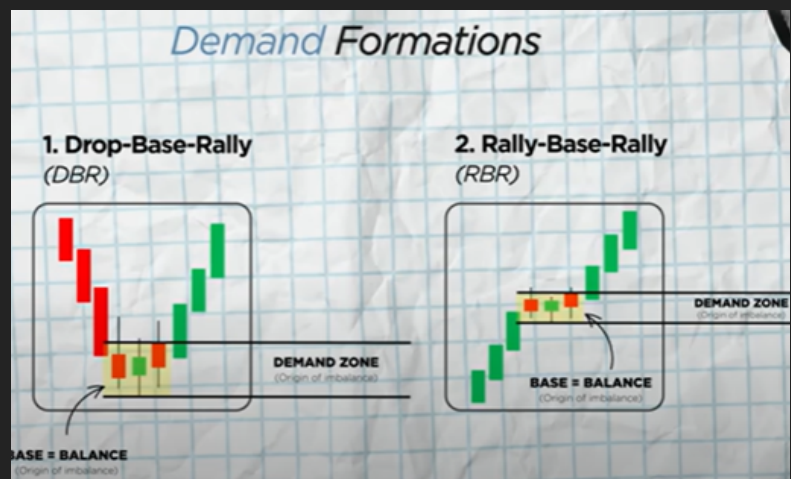 Demand Formations
1. Drop-Base-Rally
(DBR)
DEMAND ZONE
(Origin of imbalance)
BASE = BALANCE
(Origin of imbalance)
2. Rally-Base-Rally
(RBR)
DEMAND ZONE
(Origin of imbalance)
BASE = BALANCE
(Origin of imbalance)